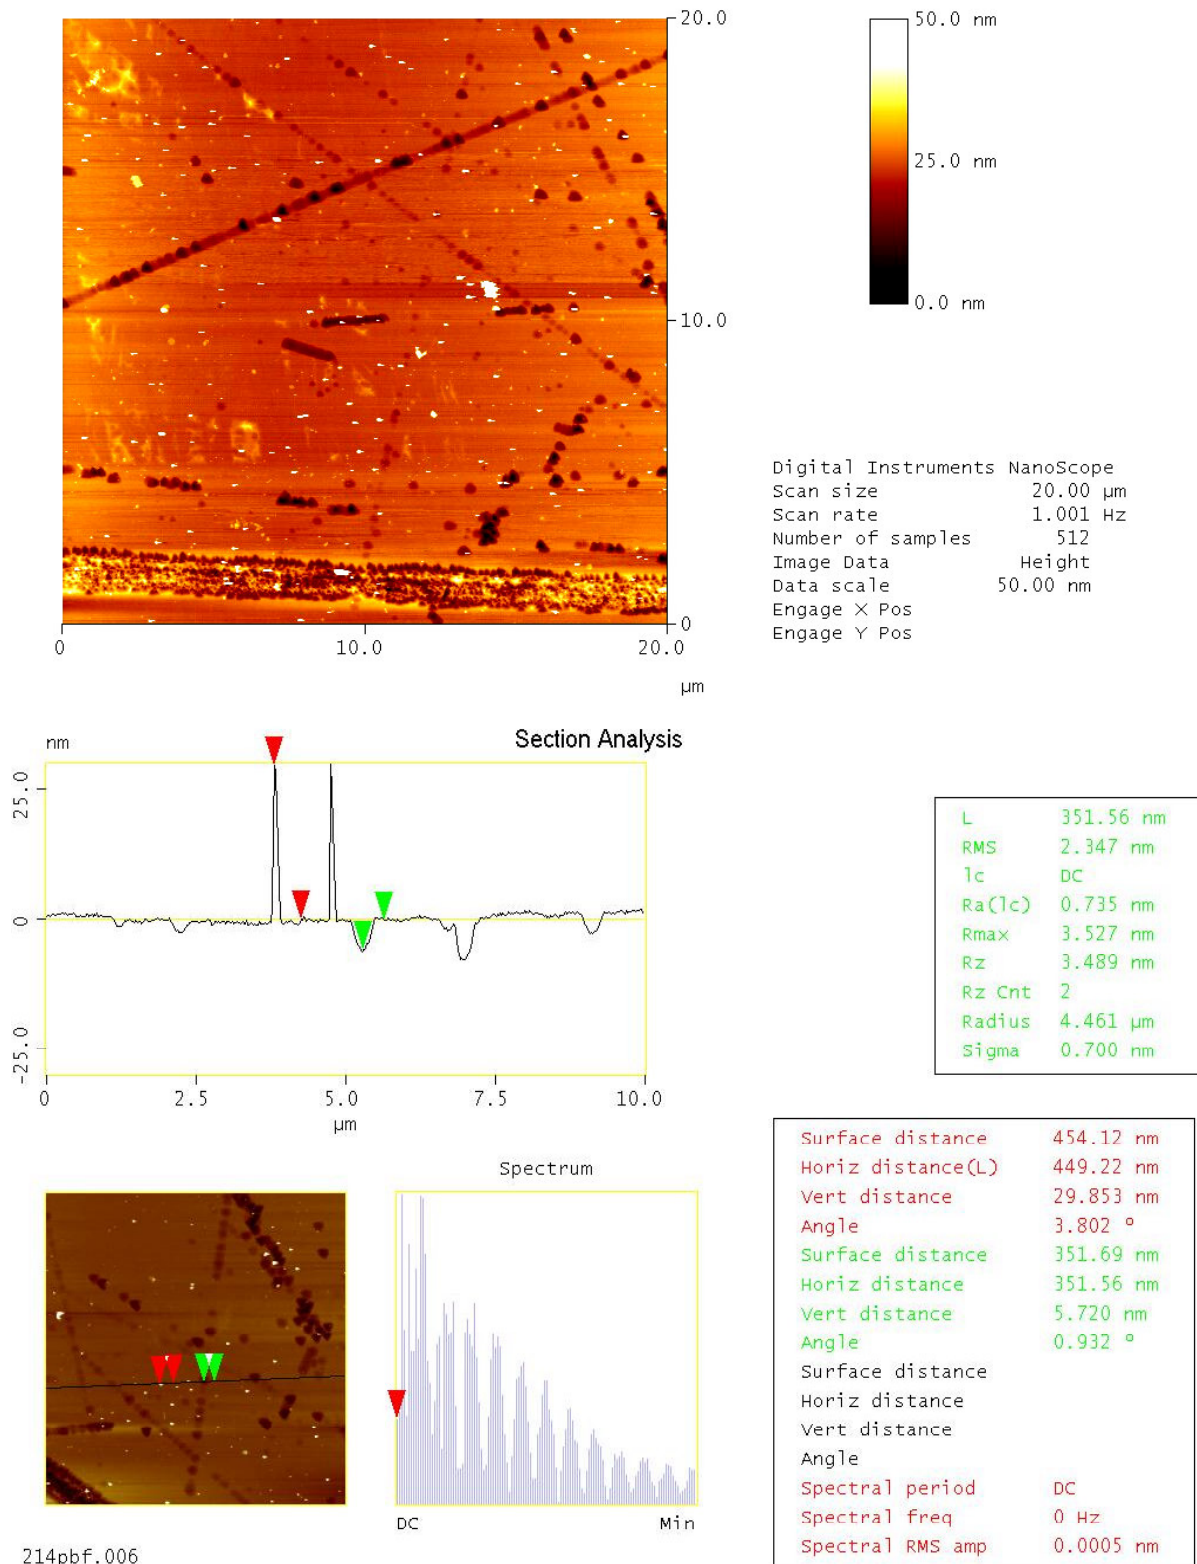 50.0 nm
25.0 nm
0.0 nm
20.0
10.0
0
0
10.0
20.0
µm
Digital Instruments NanoScope
Scan size 20.00 µm
Scan rate 1.001 Hz
Number of samples 512
Image Data Height
Data scale 50.00 nm
Engage X Pos
Engage Y Pos
Section Analysis
nm
25.0
0
-25.0
0
2.5
5.0
7.5
10.0
µm
L 351.56 nm
RMS 2.347 nm
lc DC
Ra(lc) 0.735 nm
Rmax 3.527 nm
Rz 3.489 nm
Rz Cnt 2
Radius 4.461 µm
Sigma 0.700 nm
Spectrum
DC
Min
Surface distance 454.12 nm
Horiz distance(L) 449.22 nm
Vert distance 29.853 nm
Angle 3.802 °
Surface distance 351.69 nm
Horiz distance 351.56 nm
Vert distance 5.720 nm
Angle 0.932 °
Surface distance
Horiz distance
Vert distance
Angle
Spectral period DC
Spectral freq 0 Hz
Spectral RMS amp 0.0005 nm
214pbf.006